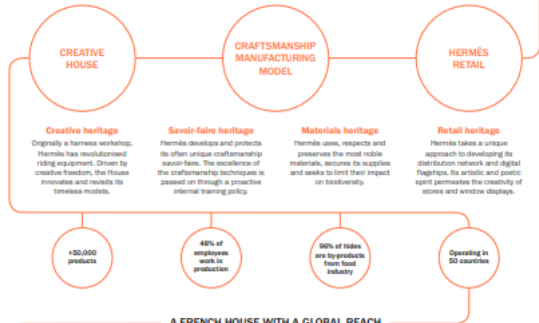 CREATIVE
HOUSE
CRAFTSMANSHIP
MANUFACTURING
MODEL
HERMÈS
RETAIL
Creative heritage
Originally a harness workshop,
Hermès has revolutionised
riding equipment. Driven by
creative freedom, the House
innovates and revisits its
timeless models.
Savoir-faire heritage
Hermès develops and protects
its often unique craftsmanship
savoir-faire. The excellence of
the craftsmanship techniques is
passed on through a proactive
internal training policy.
Materials heritage
Hermès uses, respects and
preserves the most noble
materials, secures its supplies
and seeks to limit their impact
on biodiversity.
Retail heritage
Hermès takes a unique
approach to developing its
distribution network and digital
flagships. Its artistic and poetic
spirit permeates the creativity of
stores and window displays.
+50,000
products
48% of
employees
work in
production
96% of hides
are by-products
from food
industry
Operating in
50 countries
A FRENCH HOUSE WITH A GLOBAL REACH